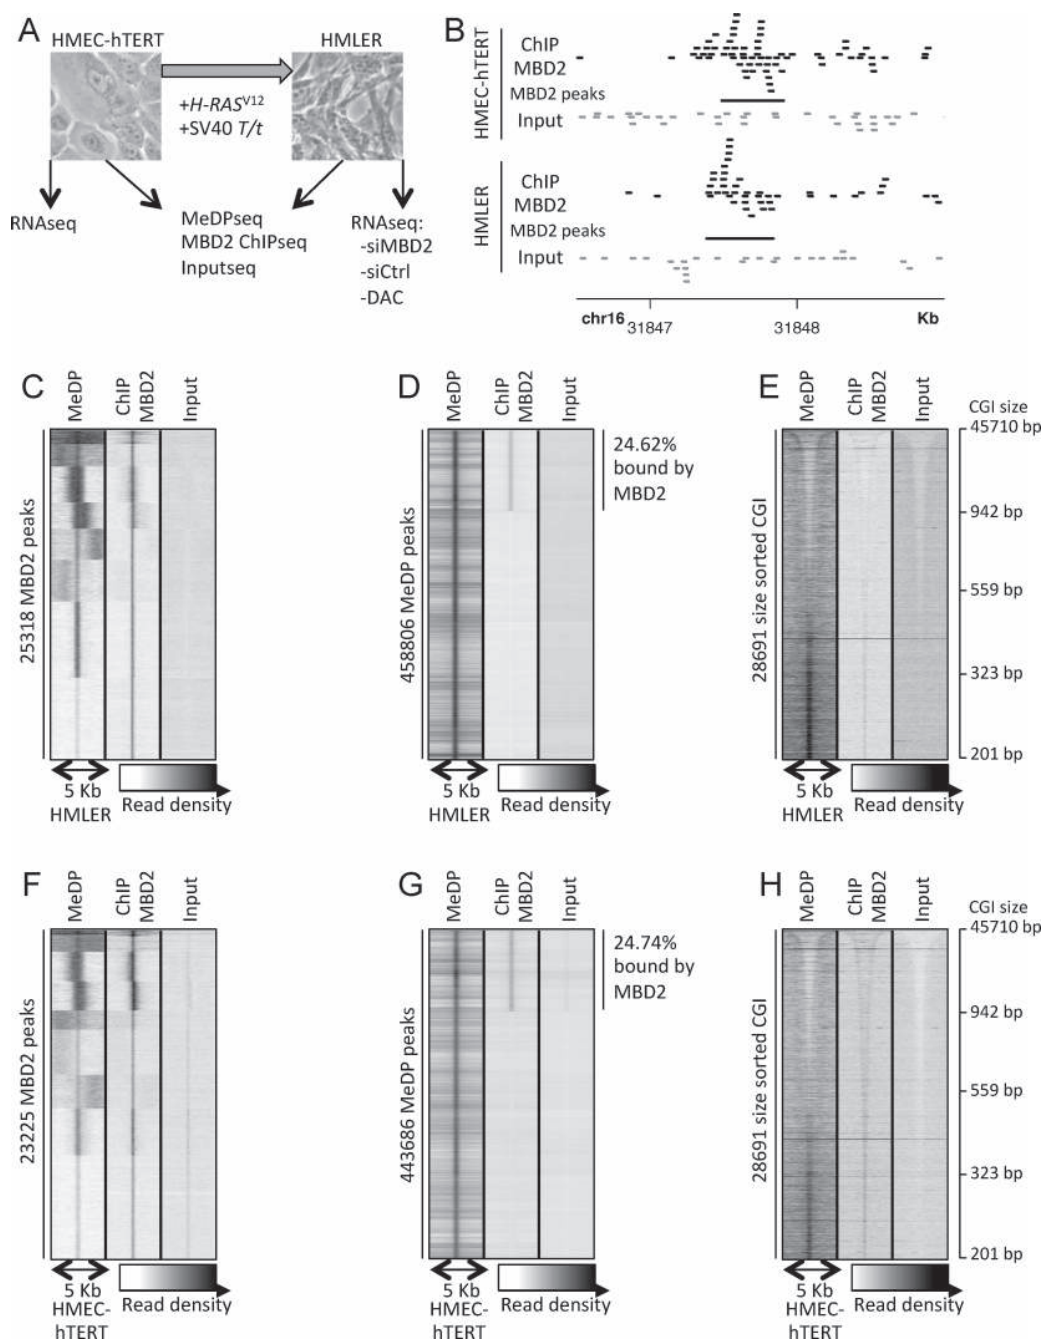 A
HMEC-hTERT
HMLER
+H-RASV12
+SV40 T/t
RNAseq
MeDPseq
MBD2 ChIPseq
Inputseq
RNAseq:
-siMBD2
-siCtrl
-DAC
B
HMEC-hTERT
ChIP
MBD2
MBD2 peaks
Input
HMLER
ChIP
MBD2
MBD2 peaks
Input
chr16
31847
31848
Kb
C
MeDP
ChIP
MBD2
Input
25318 MBD2 peaks
5 Kb
HMLER
Read density
D
MeDP
ChIP
MBD2
Input
458806 MeDP peaks
24.62%
bound by
MBD2
5 Kb
HMLER
Read density
E
MeDP
ChIP
MBD2
Input
28691 size sorted CGI
CGI size
45710 bp
942 bp
559 bp
323 bp
201 bp
5 Kb
HMLER
Read density
F
MeDP
ChIP
MBD2
Input
23225 MBD2 peaks
5 Kb
HMEC-
hTERT
Read density
G
MeDP
ChIP
MBD2
Input
443686 MeDP peaks
24.74%
bound by
MBD2
5 Kb
HMEC-
hTERT
Read density
H
MeDP
ChIP
MBD2
Input
28691 size sorted CGI
CGI size
45710 bp
942 bp
559 bp
323 bp
201 bp
5 Kb
HMEC-
hTERT
Read density